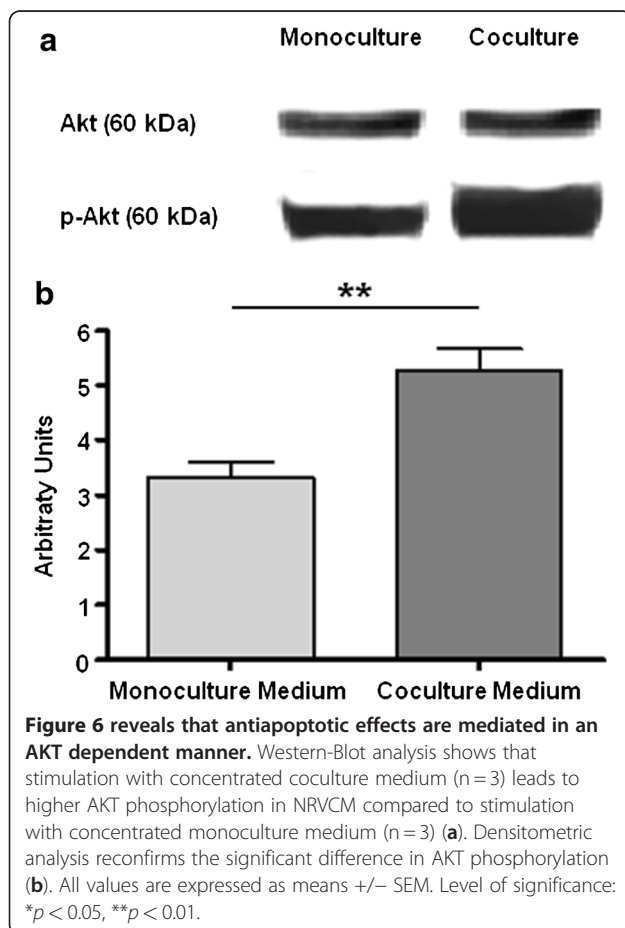 a
Monoculture Coculture
Akt (60 kDa)
p-Akt (60 kDa)
b
**
6
5
4
3
2
1
0
Arbitraty Units
Monoculture Medium Coculture Medium
Figure 6 reveals that antiapoptotic effects are mediated in an
AKT dependent manner. Western-Blot analysis shows that
stimulation with concentrated coculture medium (n = 3) leads to
higher AKT phosphorylation in NRVCM compared to stimulation
with concentrated monoculture medium (n = 3) (a). Densitometric
analysis reconfirms the significant difference in AKT phosphorylation
(b). All values are expressed as means +/− SEM. Level of significance:
*p < 0.05, **p < 0.01.